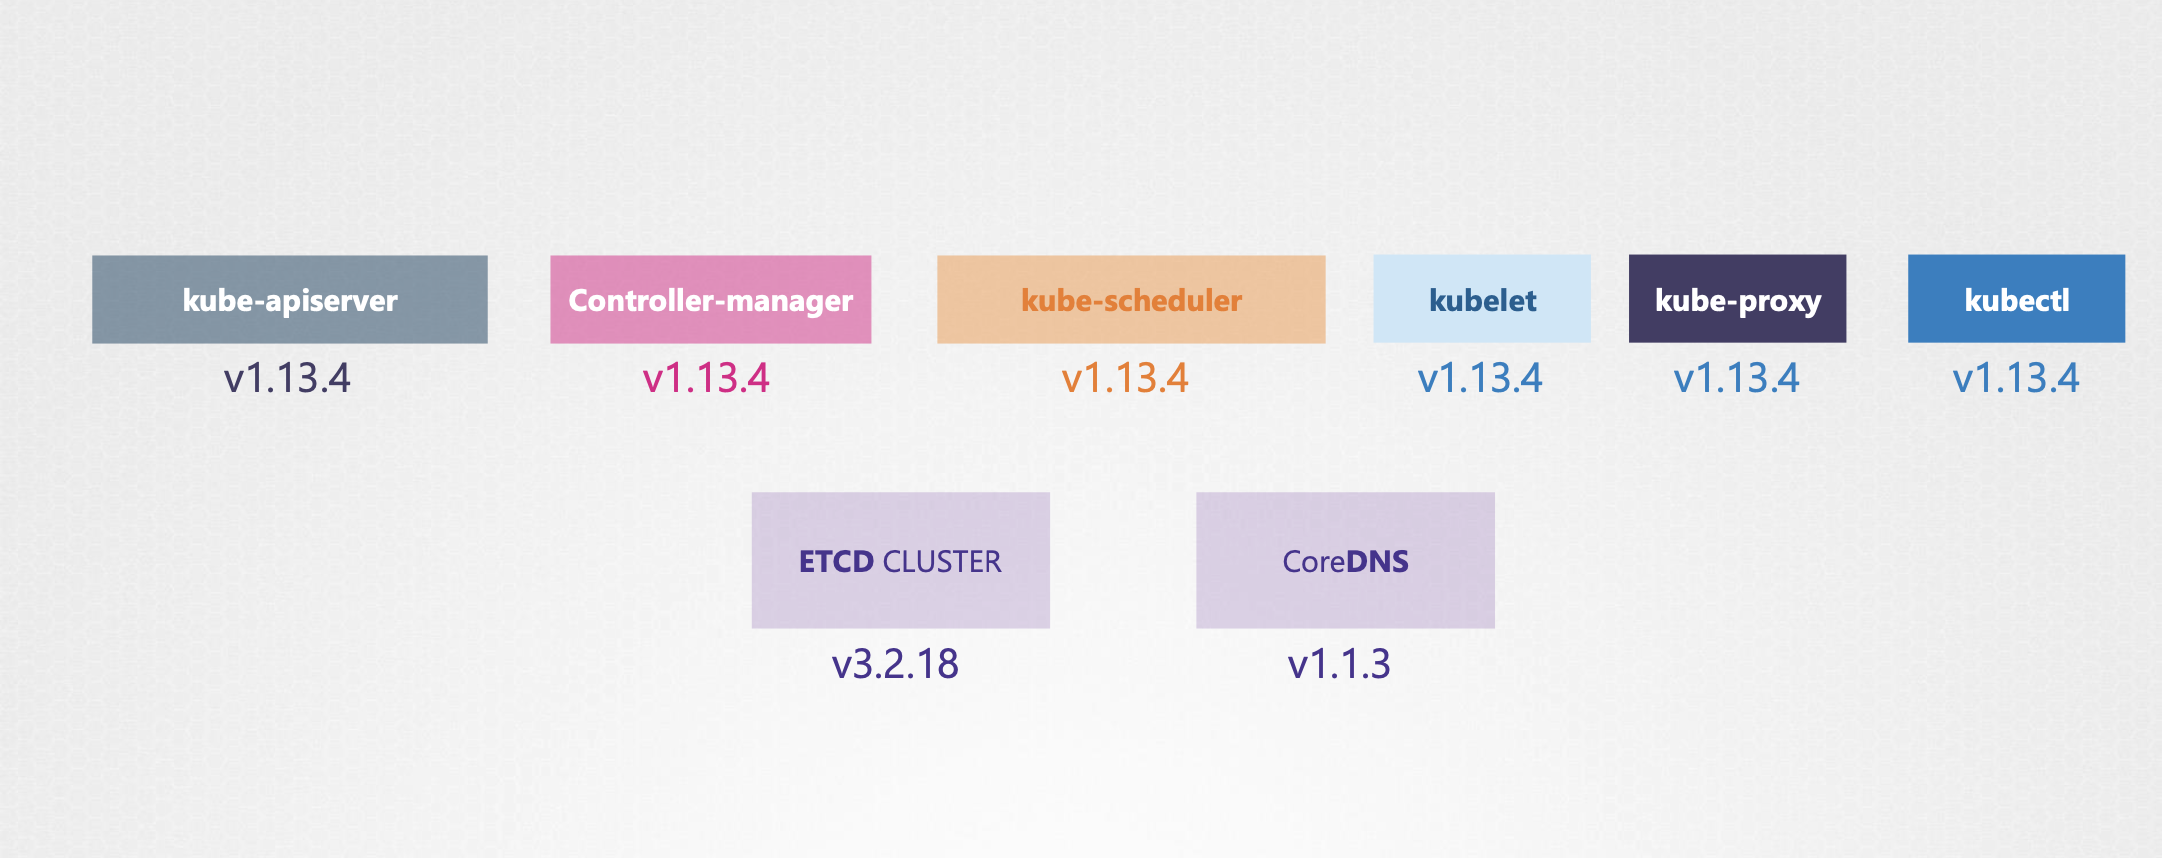 kube-apiserver
v1.13.4
Controller-manager
v1.13.4
kube-scheduler
v1.13.4
kubelet
v1.13.4
kube-proxy
v1.13.4
kubectl
v1.13.4
ETCD CLUSTER
v3.2.18
CoreDNS
v1.1.3